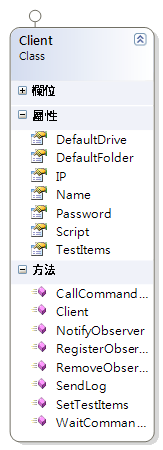 Client
Class
欄位
屬性
DefaultDrive
DefaultFolder
IP
Name
Password
Script
TestItems
方法
CallCommand...
Client
NotifyObserver
RegisterObser...
RemoveObser...
SendLog
SetTestItems
WaitComman...